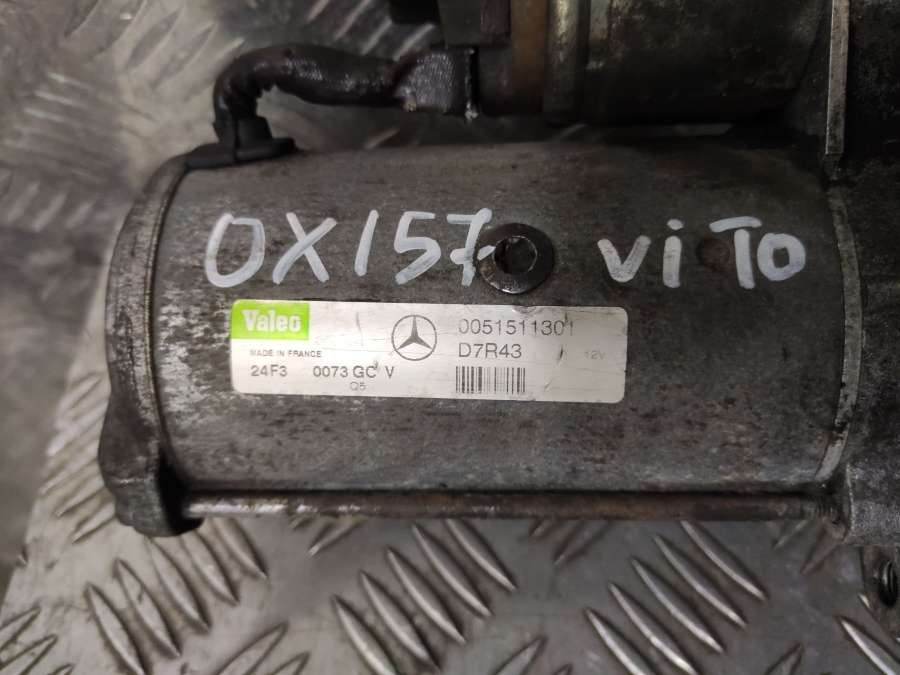 OX157 ViTo
Valeo
0051511301
MADE IN FRANCE
D7R43 12V
24F3 0073 GC V
Q5